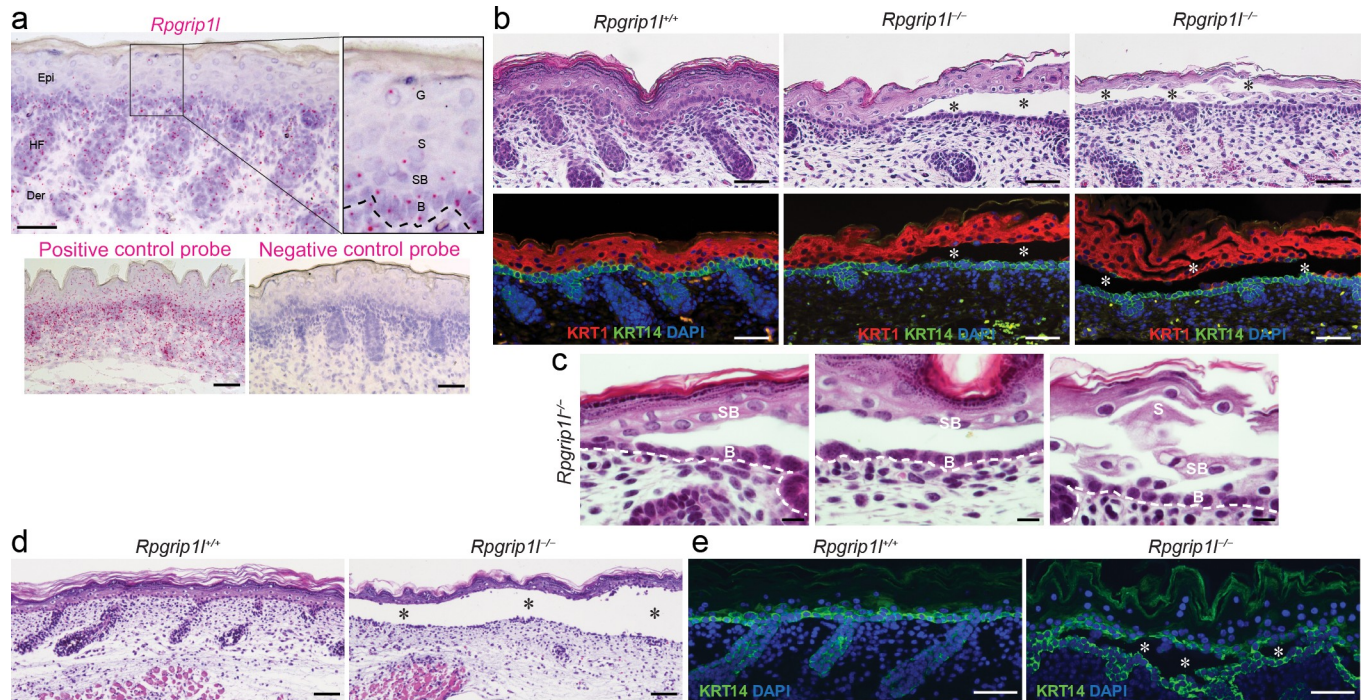 a
Rpgrip1l
Epi
HF
Der
G
S
SB
B
Positive control probe
Negative control probe
b
Rpgrip1l+/+
Rpgrip1l−/−
Rpgrip1l−/−
*
*
*
*
*
KRT1 KRT14 DAPI
*
*
KRT1 KRT14 DAPI
*
*
*
KRT1 KRT14 DAPI
c
Rpgrip1l−/−
SB
B
SB
B
S
SB
B
d
Rpgrip1l+/+
Rpgrip1l−/−
*
*
*
e
Rpgrip1l+/+
Rpgrip1l−/−
KRT14 DAPI
*
*
*
KRT14 DAPI